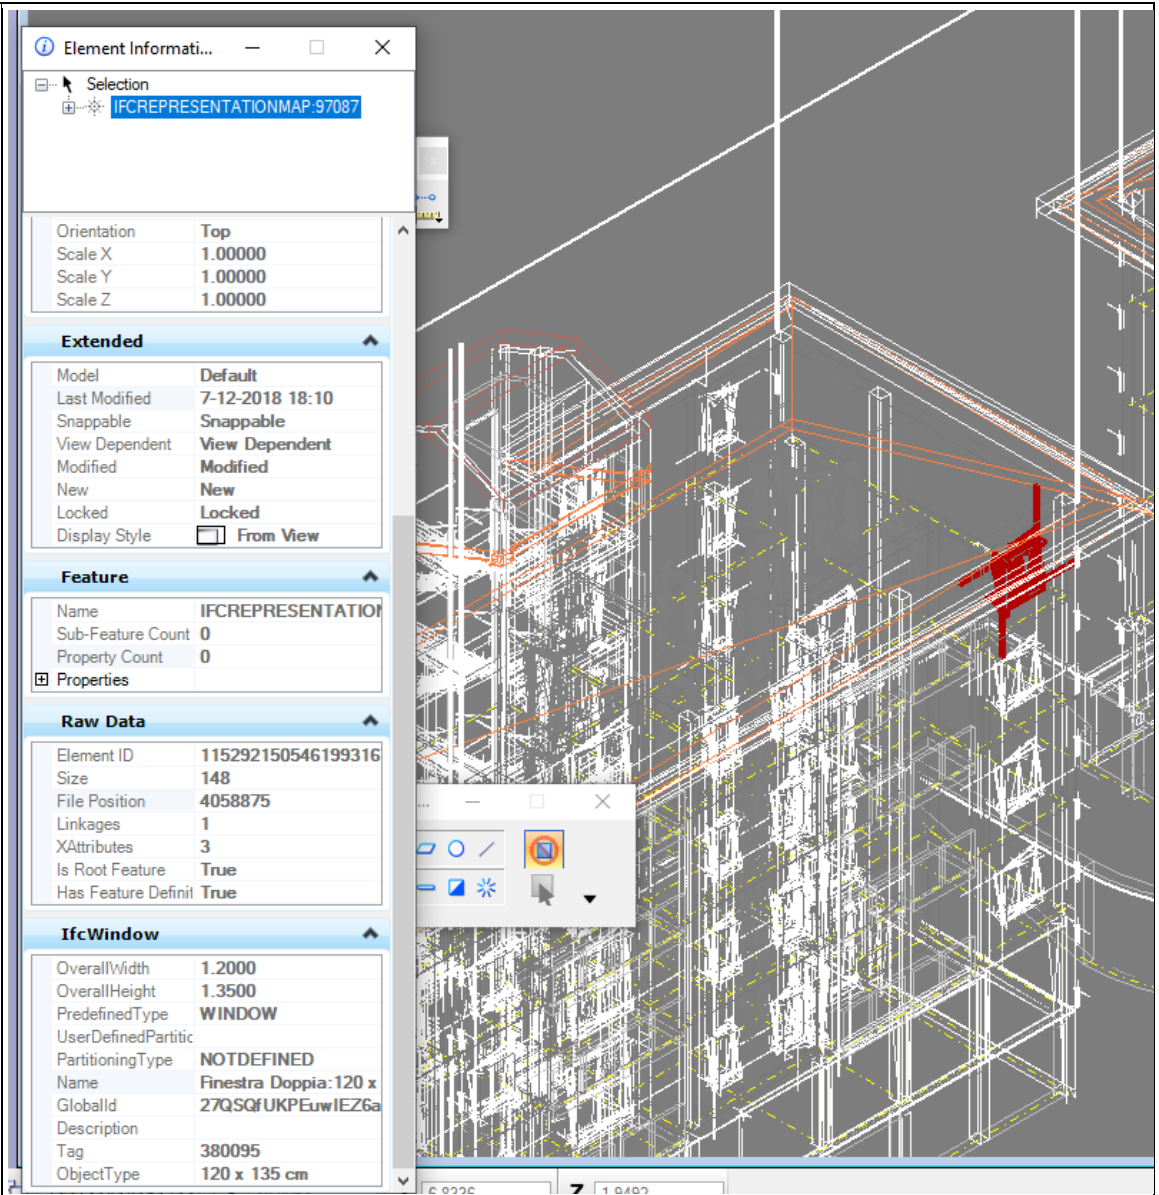 Element Informati...
Selection
IFCREPRESENTATIONMAP:97087
Orientation Top
Scale X 1.00000
Scale Y 1.00000
Scale Z 1.00000
Extended
Model Default
Last Modified 7-12-2018 18:10
Snappable Snappable
View Dependent View Dependent
Modified Modified
New New
Locked Locked
Display Style From View
Feature
Name IFCREPRESENTATION
Sub-Feature Count 0
Property Count 0
Properties
Raw Data
Element ID 115292150546199316
Size 148
File Position 4058875
Linkages 1
XAttributes 3
Is Root Feature True
Has Feature Definit True
...
IfcWindow
OverallWidth 1.2000
OverallHeight 1.3500
PredefinedType WINDOW
UserDefinedPartitic
PartitioningType NOTDEFINED
Name Finestra Doppia:120 x
GlobalId 27QSQfUKPEuwIEZ6a
Description
Tag 380095
ObjectType 120 x 135 cm
Z